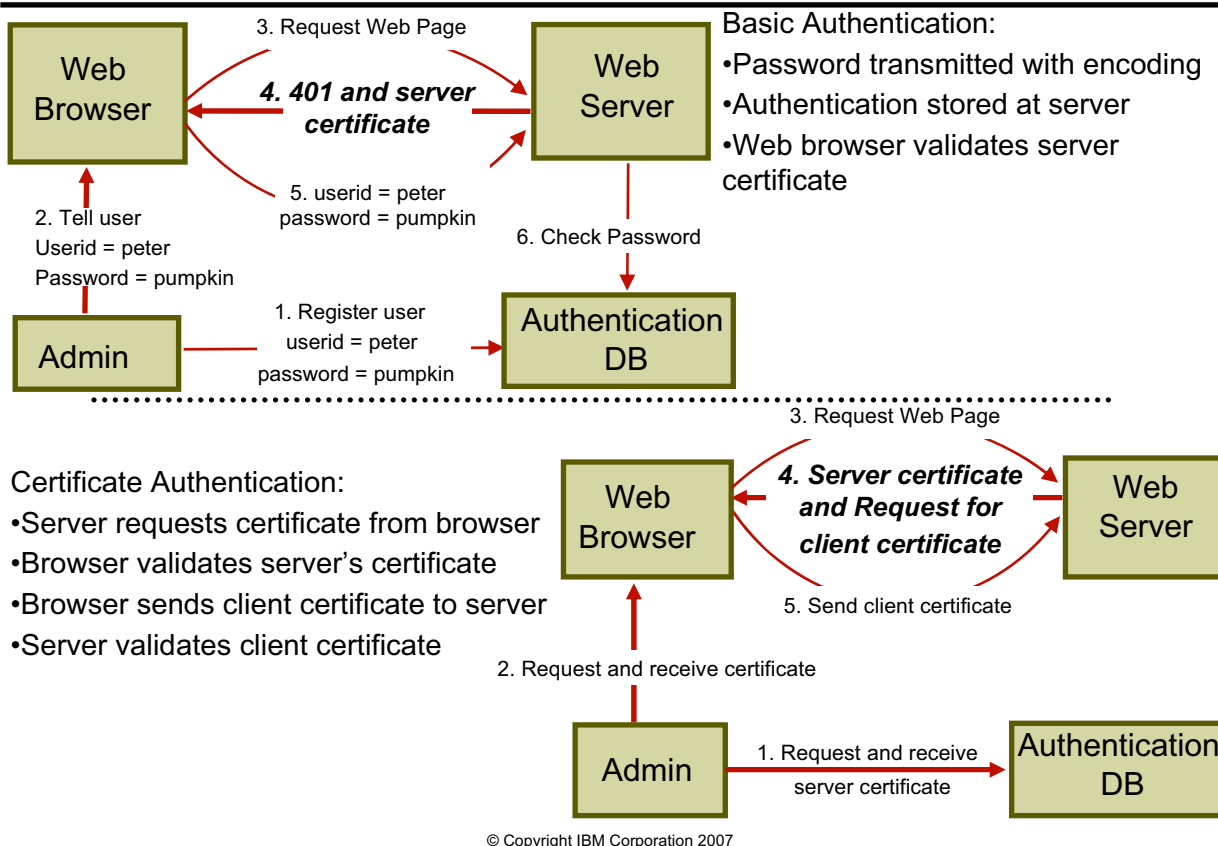 3. Request Web Page
Web
Browser
4. 401 and server
certificate
Web
Server
5. userid = peter
password = pumpkin
2. Tell user
Userid = peter
Password = pumpkin
6. Check Password
1. Register user
userid = peter
password = pumpkin
Admin
Authentication
DB
Basic Authentication:
•Password transmitted with encoding
•Authentication stored at server
•Web browser validates server
certificate
Certificate Authentication:
•Server requests certificate from browser
•Browser validates server’s certificate
•Browser sends client certificate to server
•Server validates client certificate
3. Request Web Page
Web
Browser
4. Server certificate
and Request for
client certificate
Web
Server
5. Send client certificate
2. Request and receive certificate
Admin
1. Request and receive
server certificate
Authentication
DB
© Copyright IBM Corporation 2007